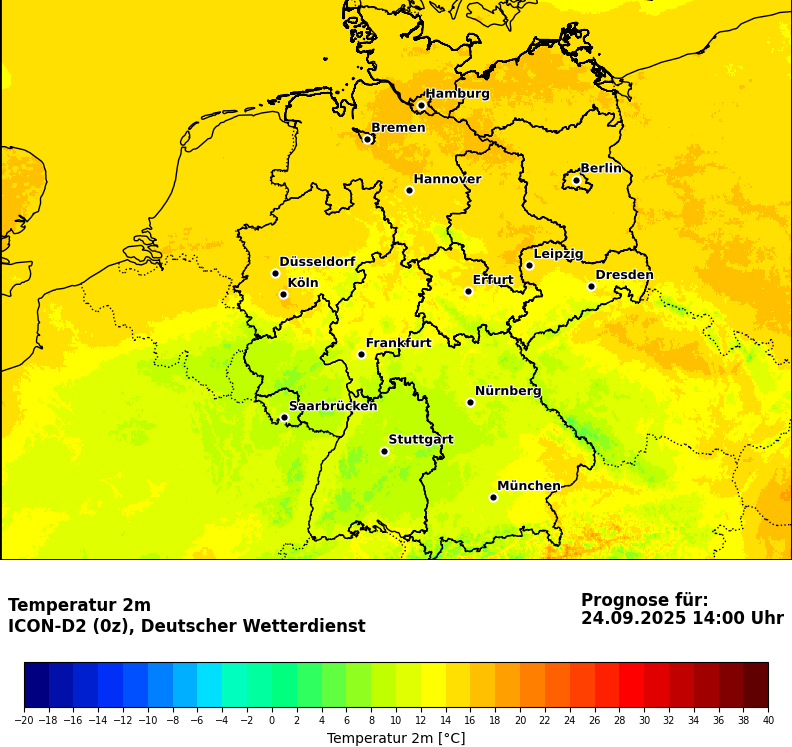 Hamburg
Bremen
Berlin
Hannover
Leipzig
Düsseldorf
Dresden
Köln
Erfurt
Frankfurt
Nürnberg
Saarbrücken
Stuttgart
München
Temperatur 2m
ICON-D2 (0z), Deutscher Wetterdienst
Prognose für:
24.09.2025 14:00 Uhr
−20 −18 −16 −14 −12 −10 −8 −6 −4 −2 0 2 4 6 8 10 12 14 16 18 20 22 24 26 28 30 32 34 36 38 40
Temperatur 2m [°C]